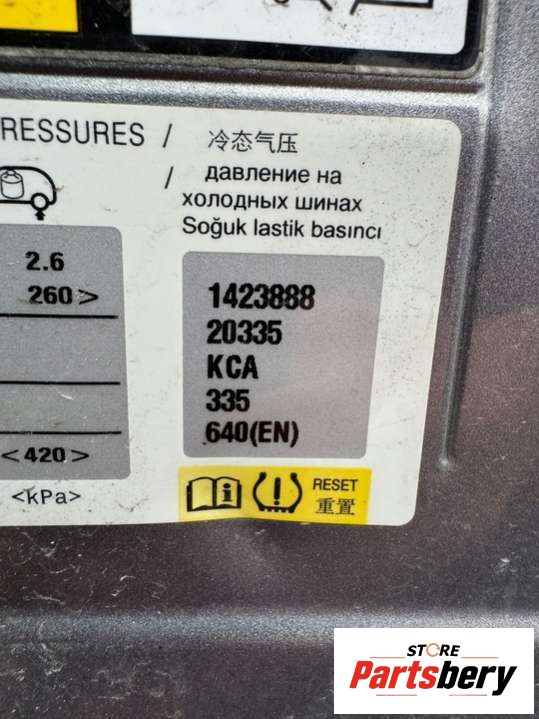 RESSURES / 冷态气压
/ давление на
холодных шинах
Soğuk lastik basıncı
2.6
260>
<420>
<kPa>
1423888
20335
KCA
335
640(EN)
RESET
重置
STORE
Partsbery